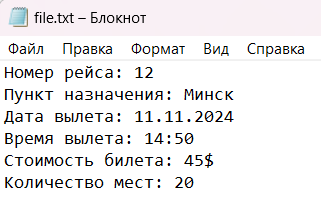 file.txt – Блокнот
Файл Правка Формат Вид Справка
Номер рейса: 12
Пункт назначения: Минск
Дата вылета: 11.11.2024
Время вылета: 14:50
Стоимость билета: 45$
Количество мест: 20